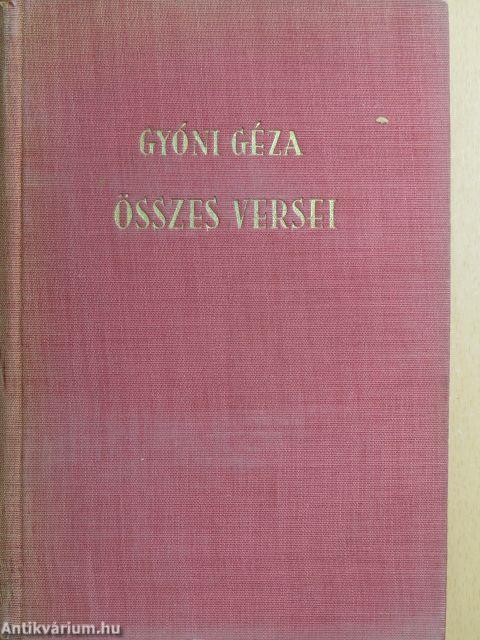 GYÓNI GÉZA
ÖSSZES VERSEI
Antikvárium.hu